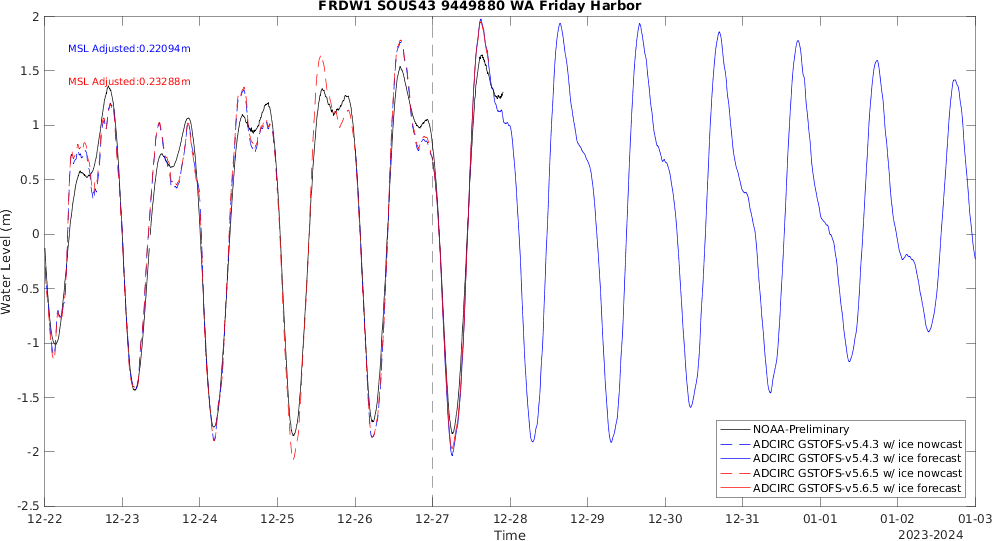 FRDW1 SOUS43 9449880 WA Friday Harbor
2
1.5
1
0.5
0
-0.5
-1
-1.5
-2
-2.5
Water Level (m)
MSL Adjusted:0.22094m
MSL Adjusted:0.23288m
NOAA-Preliminary
ADCIRC GSTOFS-v5.4.3 w/ ice nowcast
ADCIRC GSTOFS-v5.4.3 w/ ice forecast
ADCIRC GSTOFS-v5.6.5 w/ ice nowcast
ADCIRC GSTOFS-v5.6.5 w/ ice forecast
12-22 12-23 12-24 12-25 12-26 12-27 12-28 12-29 12-30 12-31 01-01 01-02 01-03
Time
2023-2024